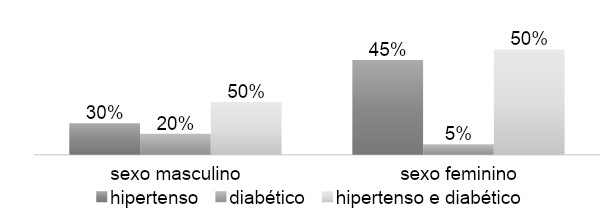 45% 50%
50%
30%
20%
5%
sexo masculino sexo feminino
hipertenso diabético hipertenso e diabético